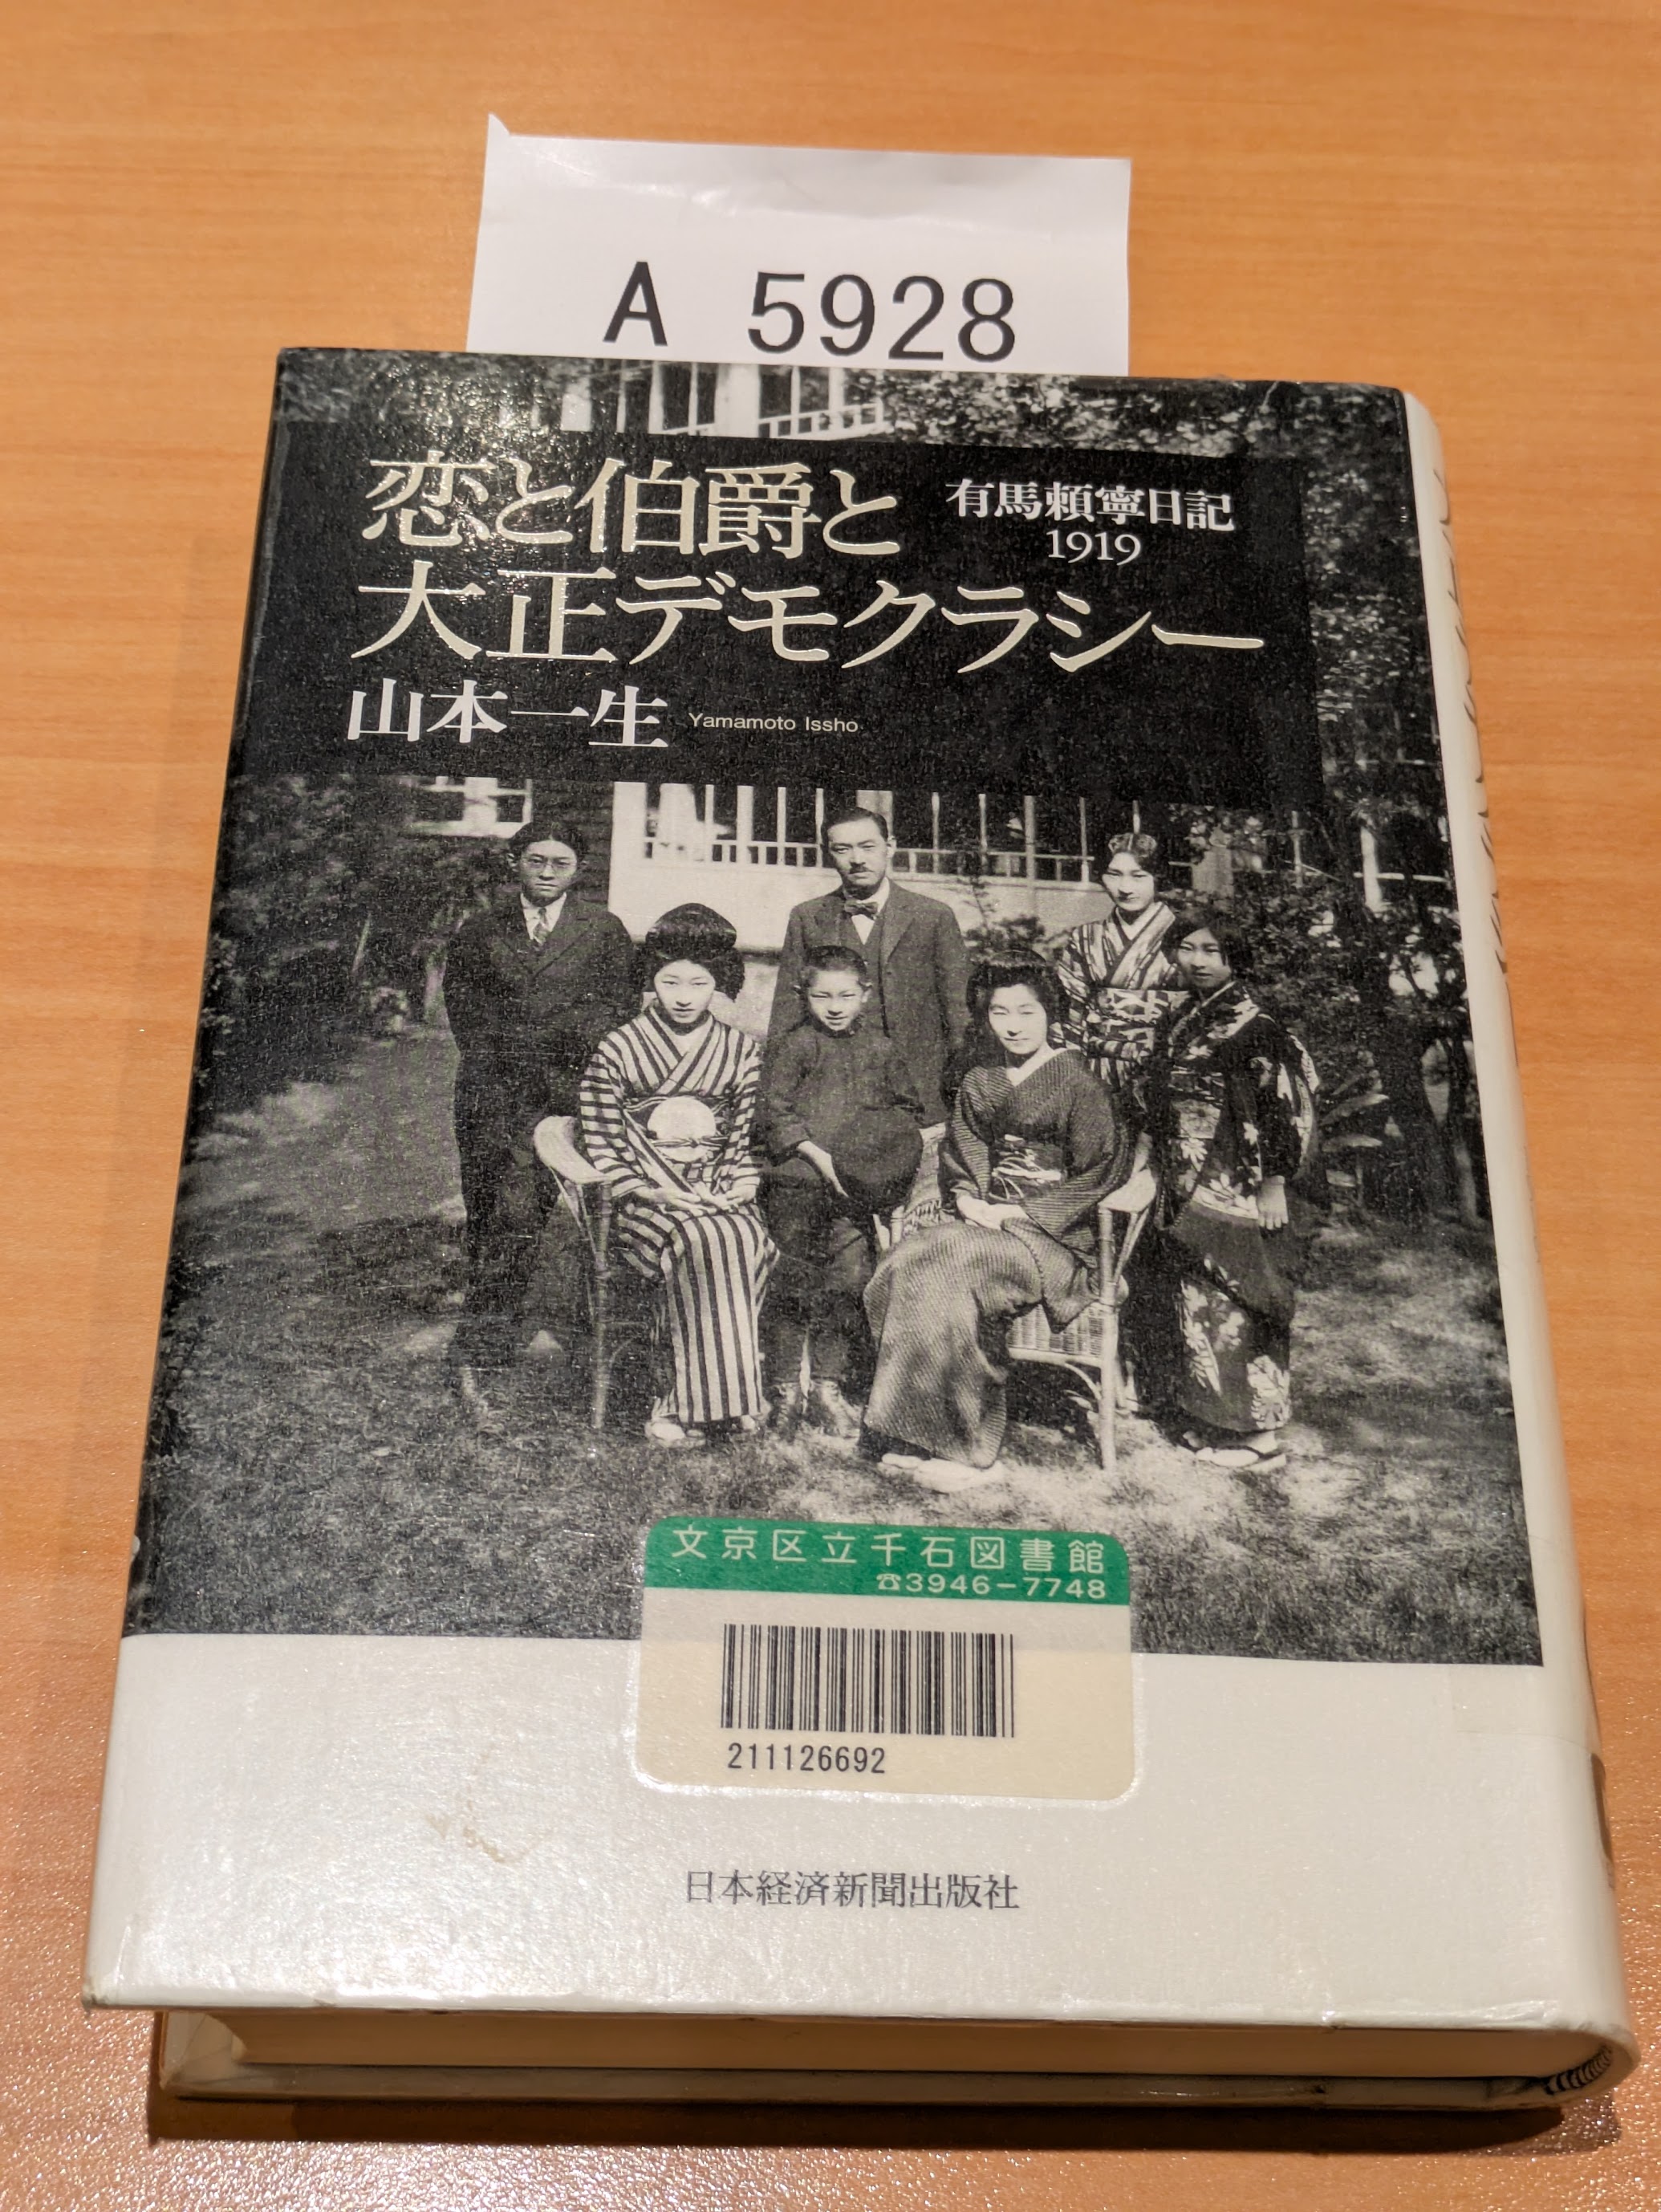 A 5928
恋と伯爵と
大正デモクラシー
有馬頼寧日記
1919
山本一生 Yamamoto Issho
文京区立千石図書館
☎3946-7748
211126692
日本経済新聞出版社